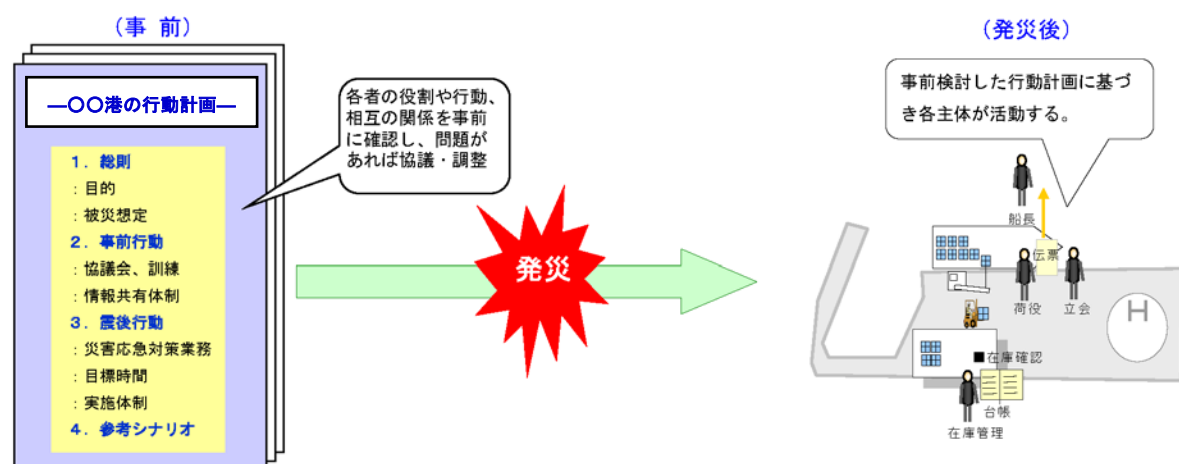 （事 前）
―〇〇港の行動計画―
１．総則
：目的
：被災想定
２．事前行動
：協議会、訓練
：情報共有体制
３．震後行動
：災害応急対策業務
：目標時間
：実施体制
４．参考シナリオ
各者の役割や行動、
相互の関係を事前
に確認し、問題が
あれば協議・調整
発災
（発災後）
事前検討した行動計画に基づ
き各主体が活動する。
船長
伝票
荷役
立会
H
■在庫確認
台帳
在庫管理